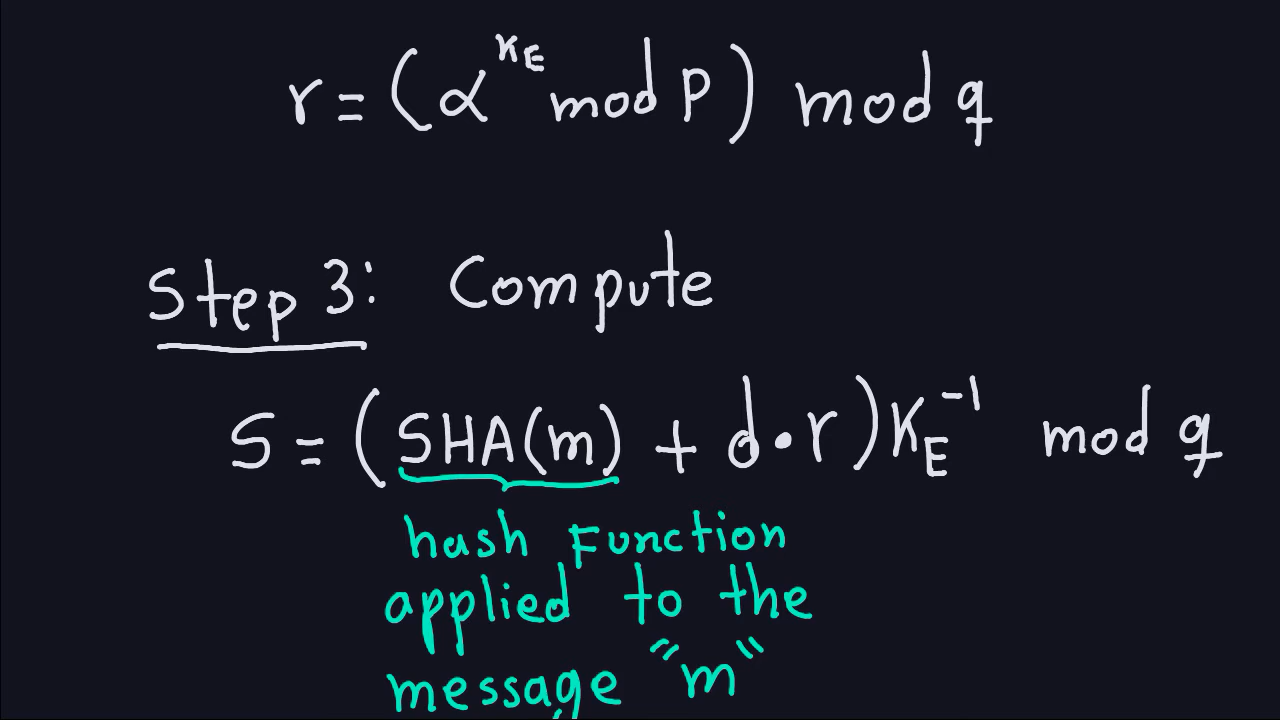 r = (α^K_E mod P) mod q
Step 3: Compute
S = (SHA(m) + d • r) K_E^-1 mod q
hash Function
applied to the
message "m"